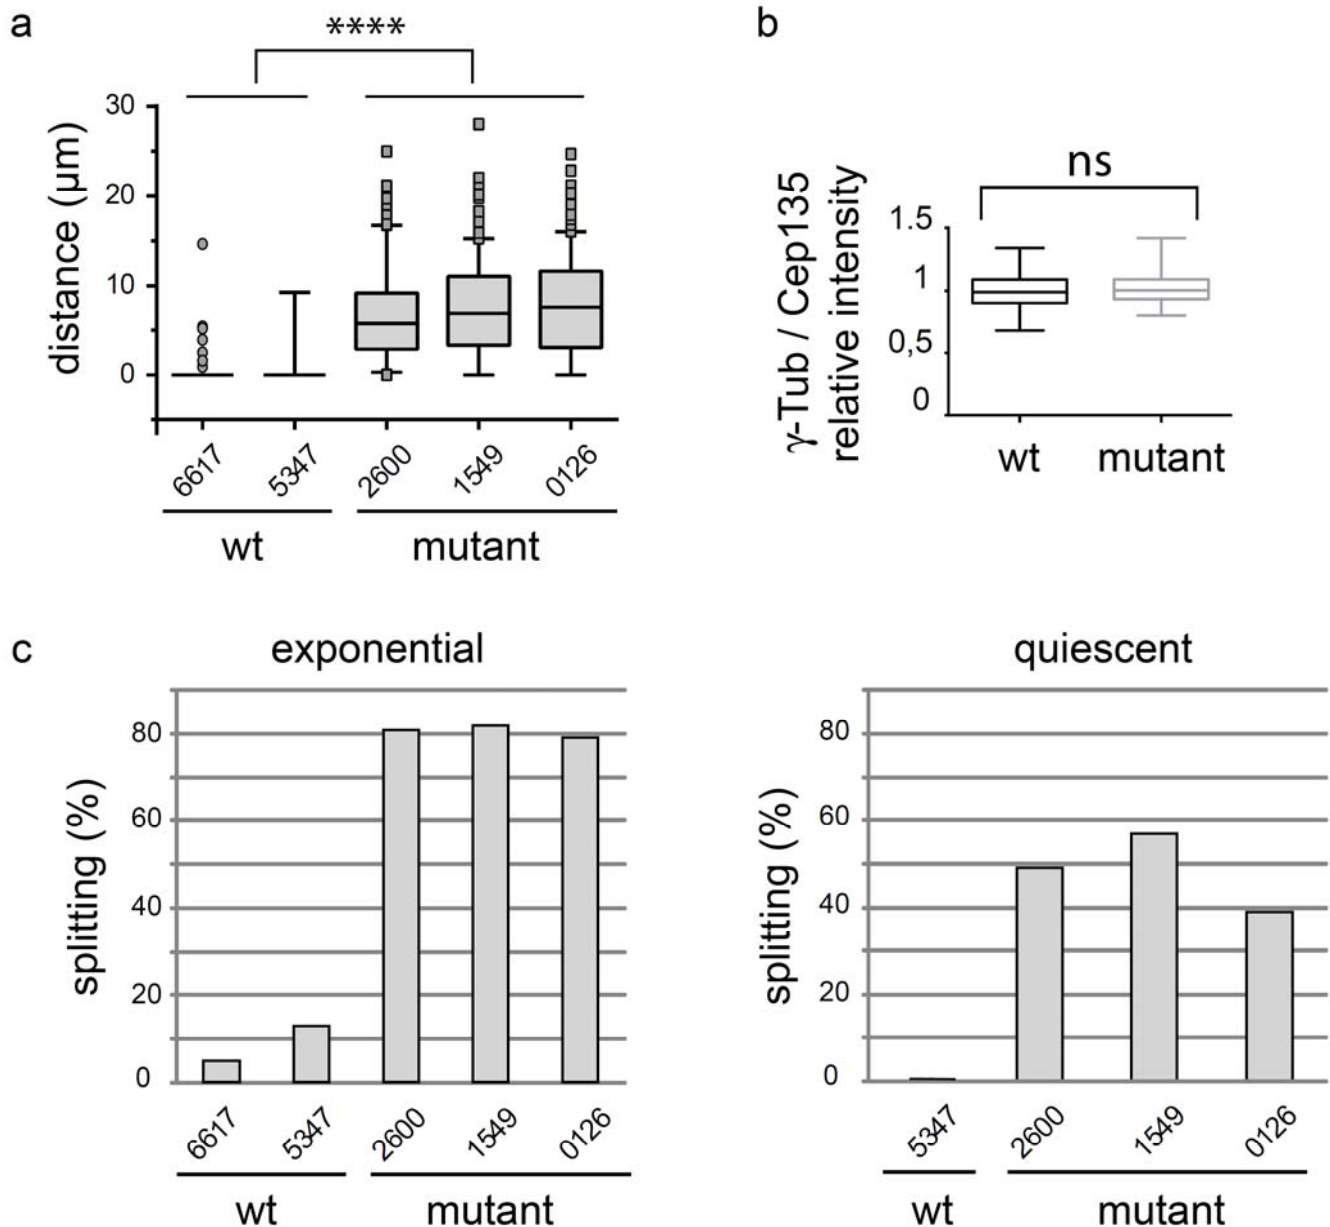 a
****
30
20
10
0
distance (μm)
6617
5347
2600
1549
0126
wt
mutant
b
ns
γ-Tub / Cep135
relative intensity
1.5
1
0,5
0
wt
mutant
c
exponential
80
60
40
20
0
splitting (%)
6617
5347
2600
1549
0126
wt
mutant
quiescent
80
60
40
20
0
splitting (%)
5347
2600
1549
0126
wt
mutant